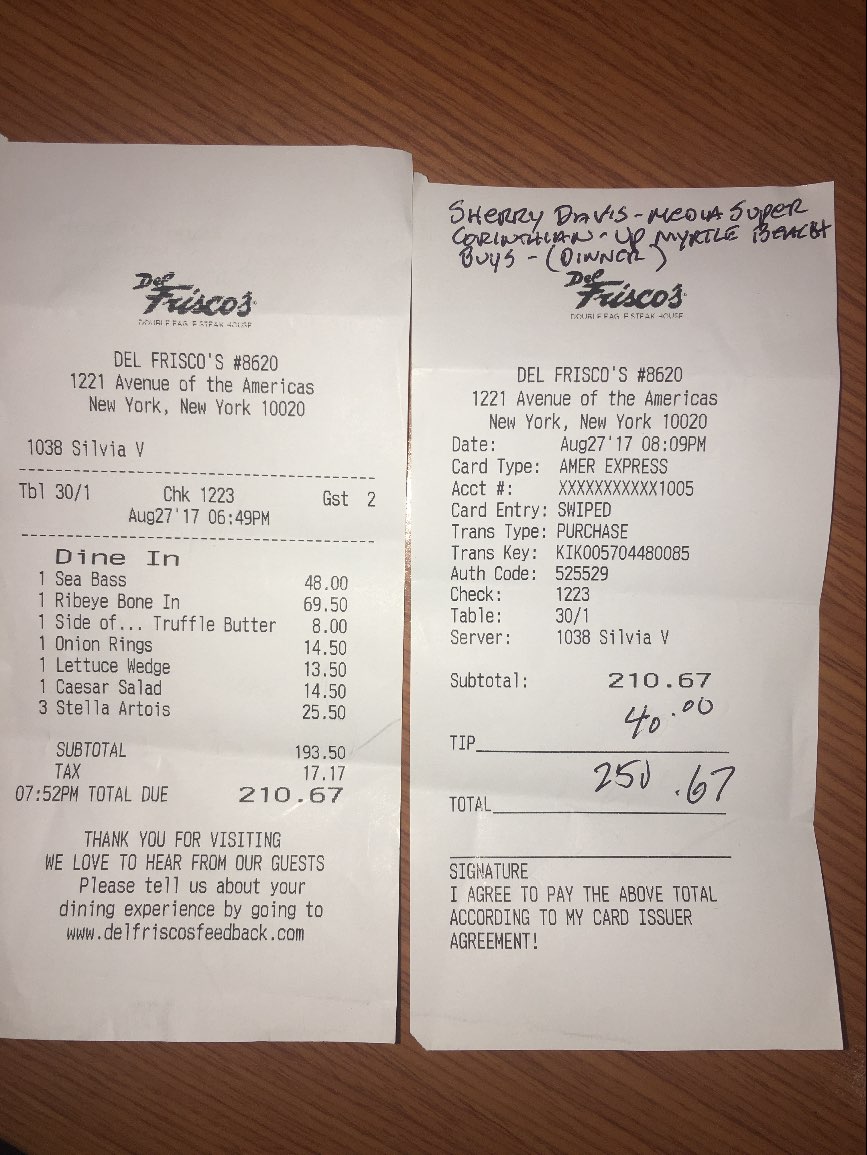 Del
Frisco's
DOUBLE EAGLE STEAK HOUSE
DEL FRISCO'S #8620
1221 Avenue of the Americas
New York, New York 10020
1038 Silvia V
Tbl 30/1 Chk 1223 Gst 2
Aug27'17 06:49PM
Dine In
1 Sea Bass 48.00
1 Ribeye Bone In 69.50
1 Side of... Truffle Butter 8.00
1 Onion Rings 14.50
1 Lettuce Wedge 13.50
1 Caesar Salad 14.50
3 Stella Artois 25.50
SUBTOTAL 193.50
TAX 17.17
07:52PM TOTAL DUE 210.67
THANK YOU FOR VISITING
WE LOVE TO HEAR FROM OUR GUESTS
Please tell us about your
dining experience by going to
www.delfriscosfeedback.com
SHERRY DAVIS - MEDIA SUPER
CORINTHIAN - UP MYRTLE BEACH
BUYS - (DINNER)
Del
Frisco's
DOUBLE EAGLE STEAK HOUSE
DEL FRISCO'S #8620
1221 Avenue of the Americas
New York, New York 10020
Date: Aug27'17 08:09PM
Card Type: AMER EXPRESS
Acct #: XXXXXXXXXXX1005
Card Entry: SWIPED
Trans Type: PURCHASE
Trans Key: KIK005704480085
Auth Code: 525529
Check: 1223
Table: 30/1
Server: 1038 Silvia V
Subtotal: 210.67
TIP 40.00
TOTAL 250.67
SIGNATURE
I AGREE TO PAY THE ABOVE TOTAL
ACCORDING TO MY CARD ISSUER
AGREEMENT!